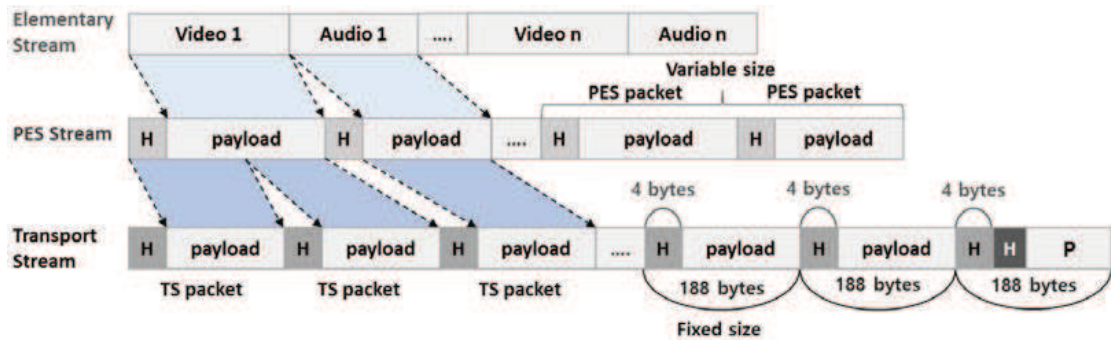 Elementary
Stream
Video 1 Audio 1 .... Video n Audio n
Variable size
PES packet PES packet
PES Stream
H payload H payload .... H payload H payload
4 bytes 4 bytes 4 bytes
Transport
Stream
H payload H payload H payload .... H payload H payload H H P
TS packet TS packet TS packet
188 bytes 188 bytes 188 bytes
Fixed size